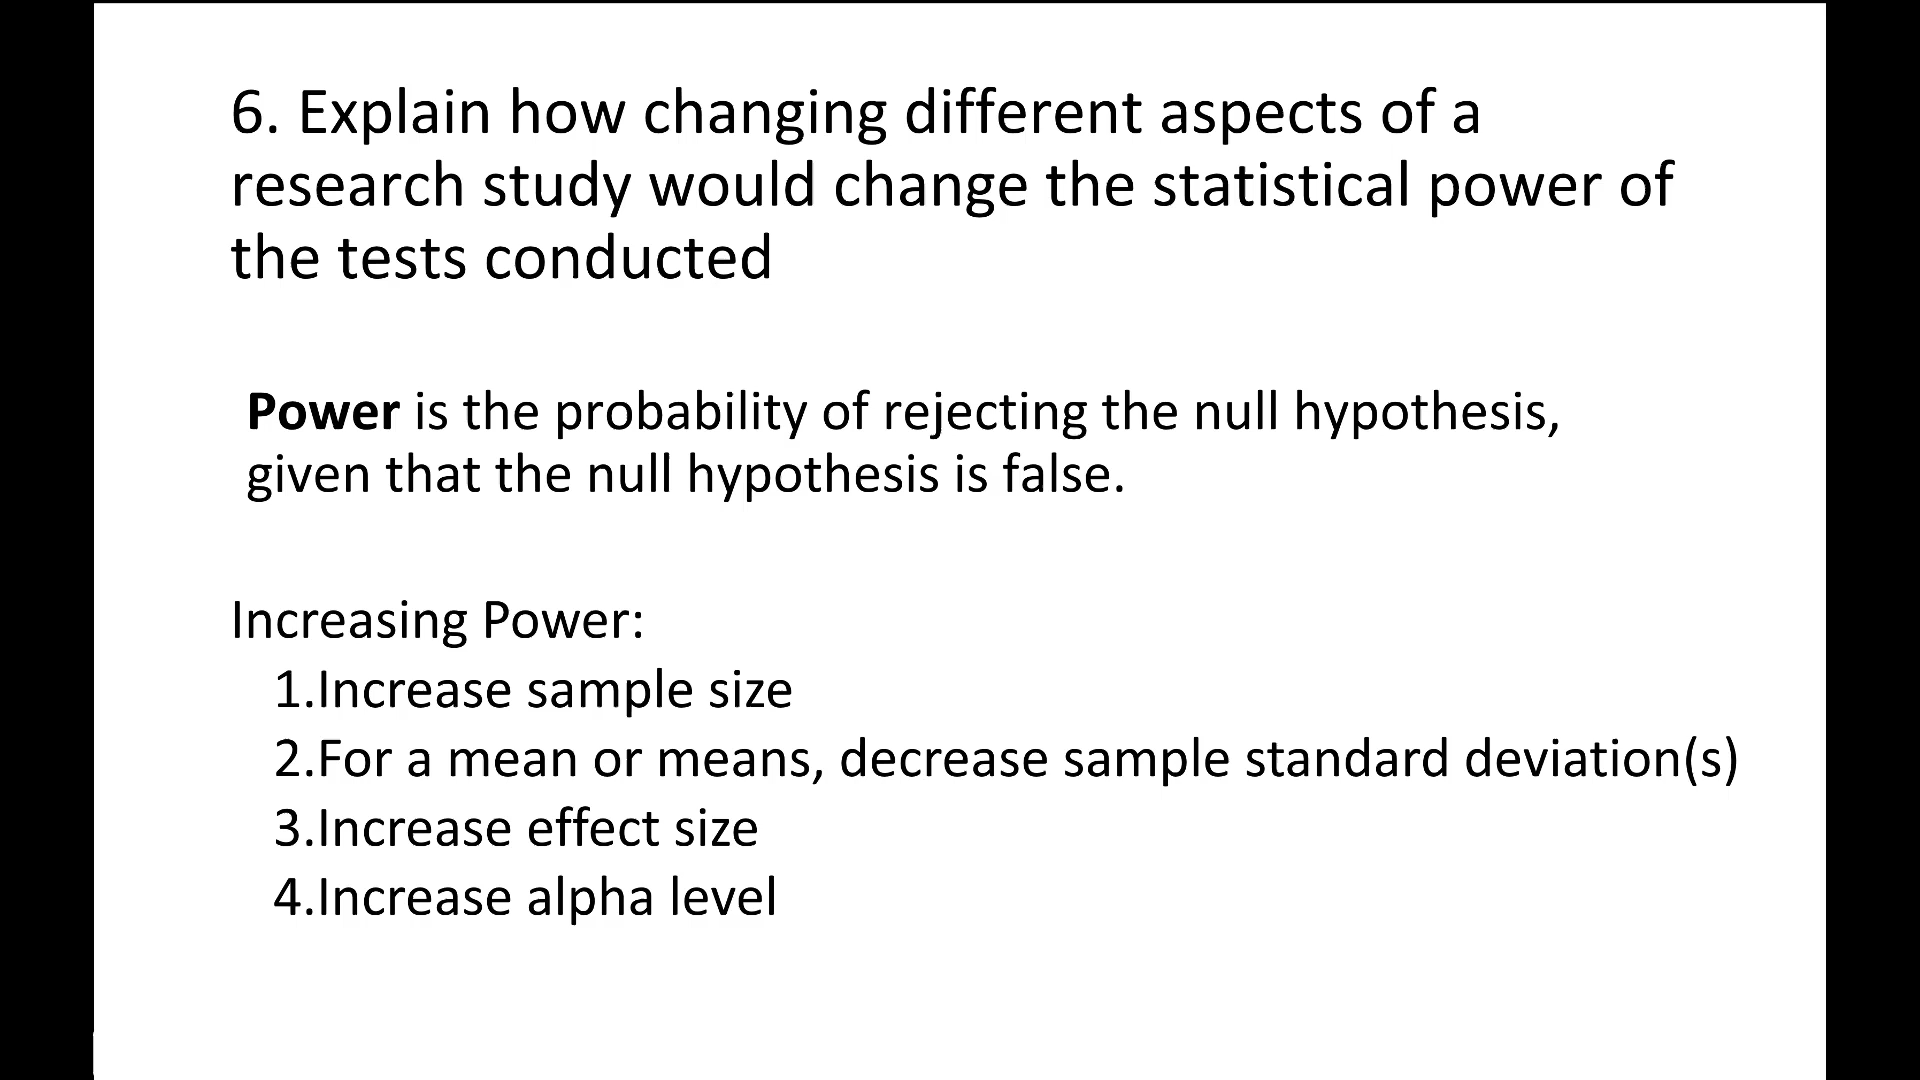 6. Explain how changing different aspects of a
research study would change the statistical power of
the tests conducted
Power is the probability of rejecting the null hypothesis,
given that the null hypothesis is false.
Increasing Power:
1.Increase sample size
2.For a mean or means, decrease sample standard deviation(s)
3.Increase effect size
4.Increase alpha level